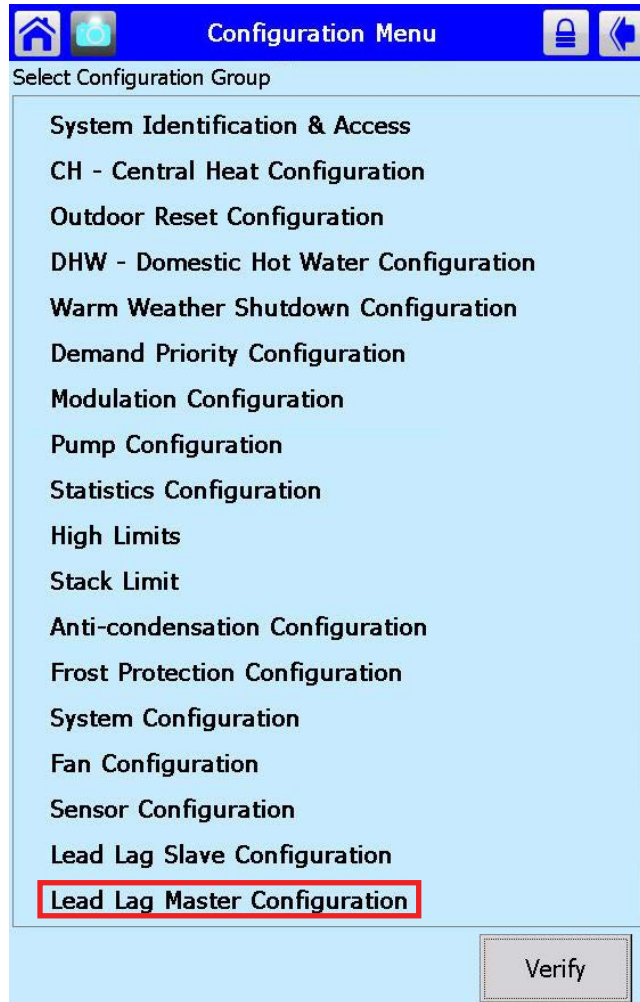 Configuration Menu
Select Configuration Group
System Identification & Access
CH - Central Heat Configuration
Outdoor Reset Configuration
DHW - Domestic Hot Water Configuration
Warm Weather Shutdown Configuration
Demand Priority Configuration
Modulation Configuration
Pump Configuration
Statistics Configuration
High Limits
Stack Limit
Anti-condensation Configuration
Frost Protection Configuration
System Configuration
Fan Configuration
Sensor Configuration
Lead Lag Slave Configuration
Lead Lag Master Configuration
Verify